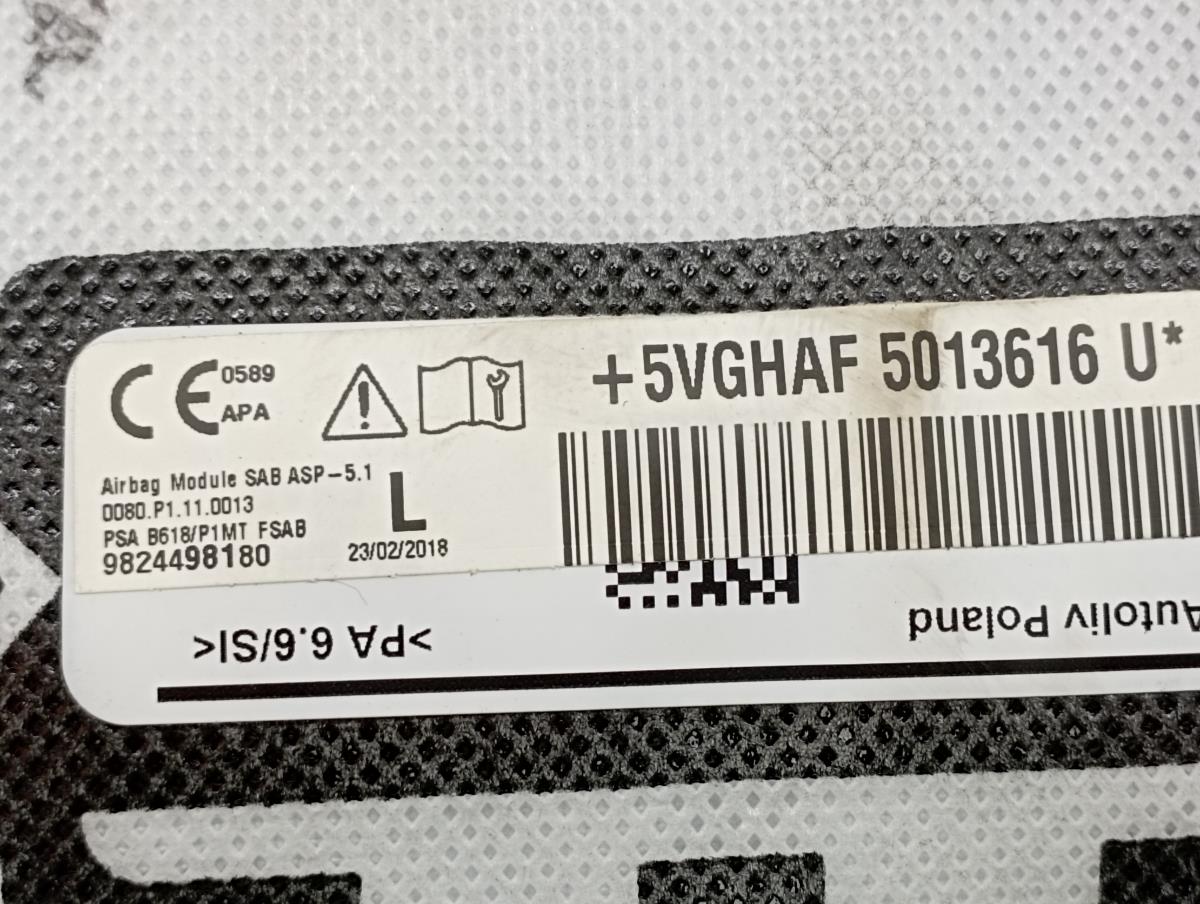 CE 0589
APA
+5VGHAF 5013616 U*
Airbag Module SAB ASP-5.1
0080.P1.11.0013
PSA B618/P1MT FSAB
9824498180
L
23/02/2018
Autoliv Poland
>PA 6.6/SI<